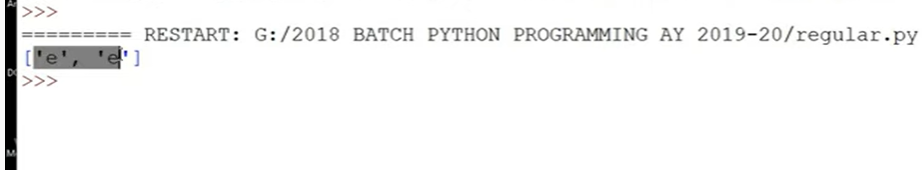 >>>
========= RESTART: G:/2018 BATCH PYTHON PROGRAMMING AY 2019-20/regular.py
['e', 'e']
>>>